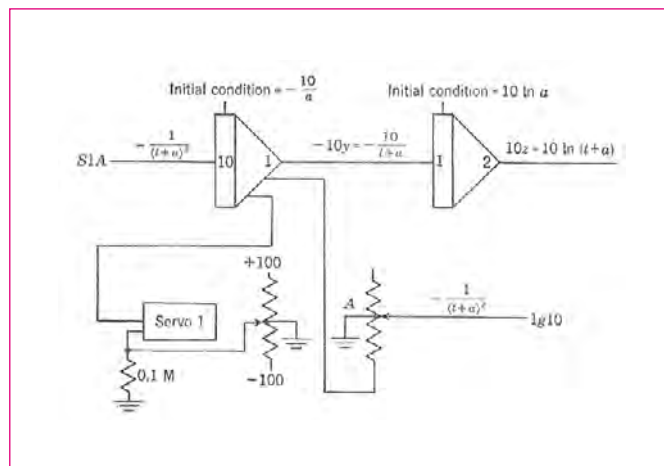 Initial condition = - 10/a
Initial condition = 10 ln a
S1A
- 1/(t+a)²
10
1
-10y = - 10/(t+a)
1
2
10z = 10 ln (t+a)
+100
Servo 1
A
- 1/(t+a)²
1g10
0.1 M
-100